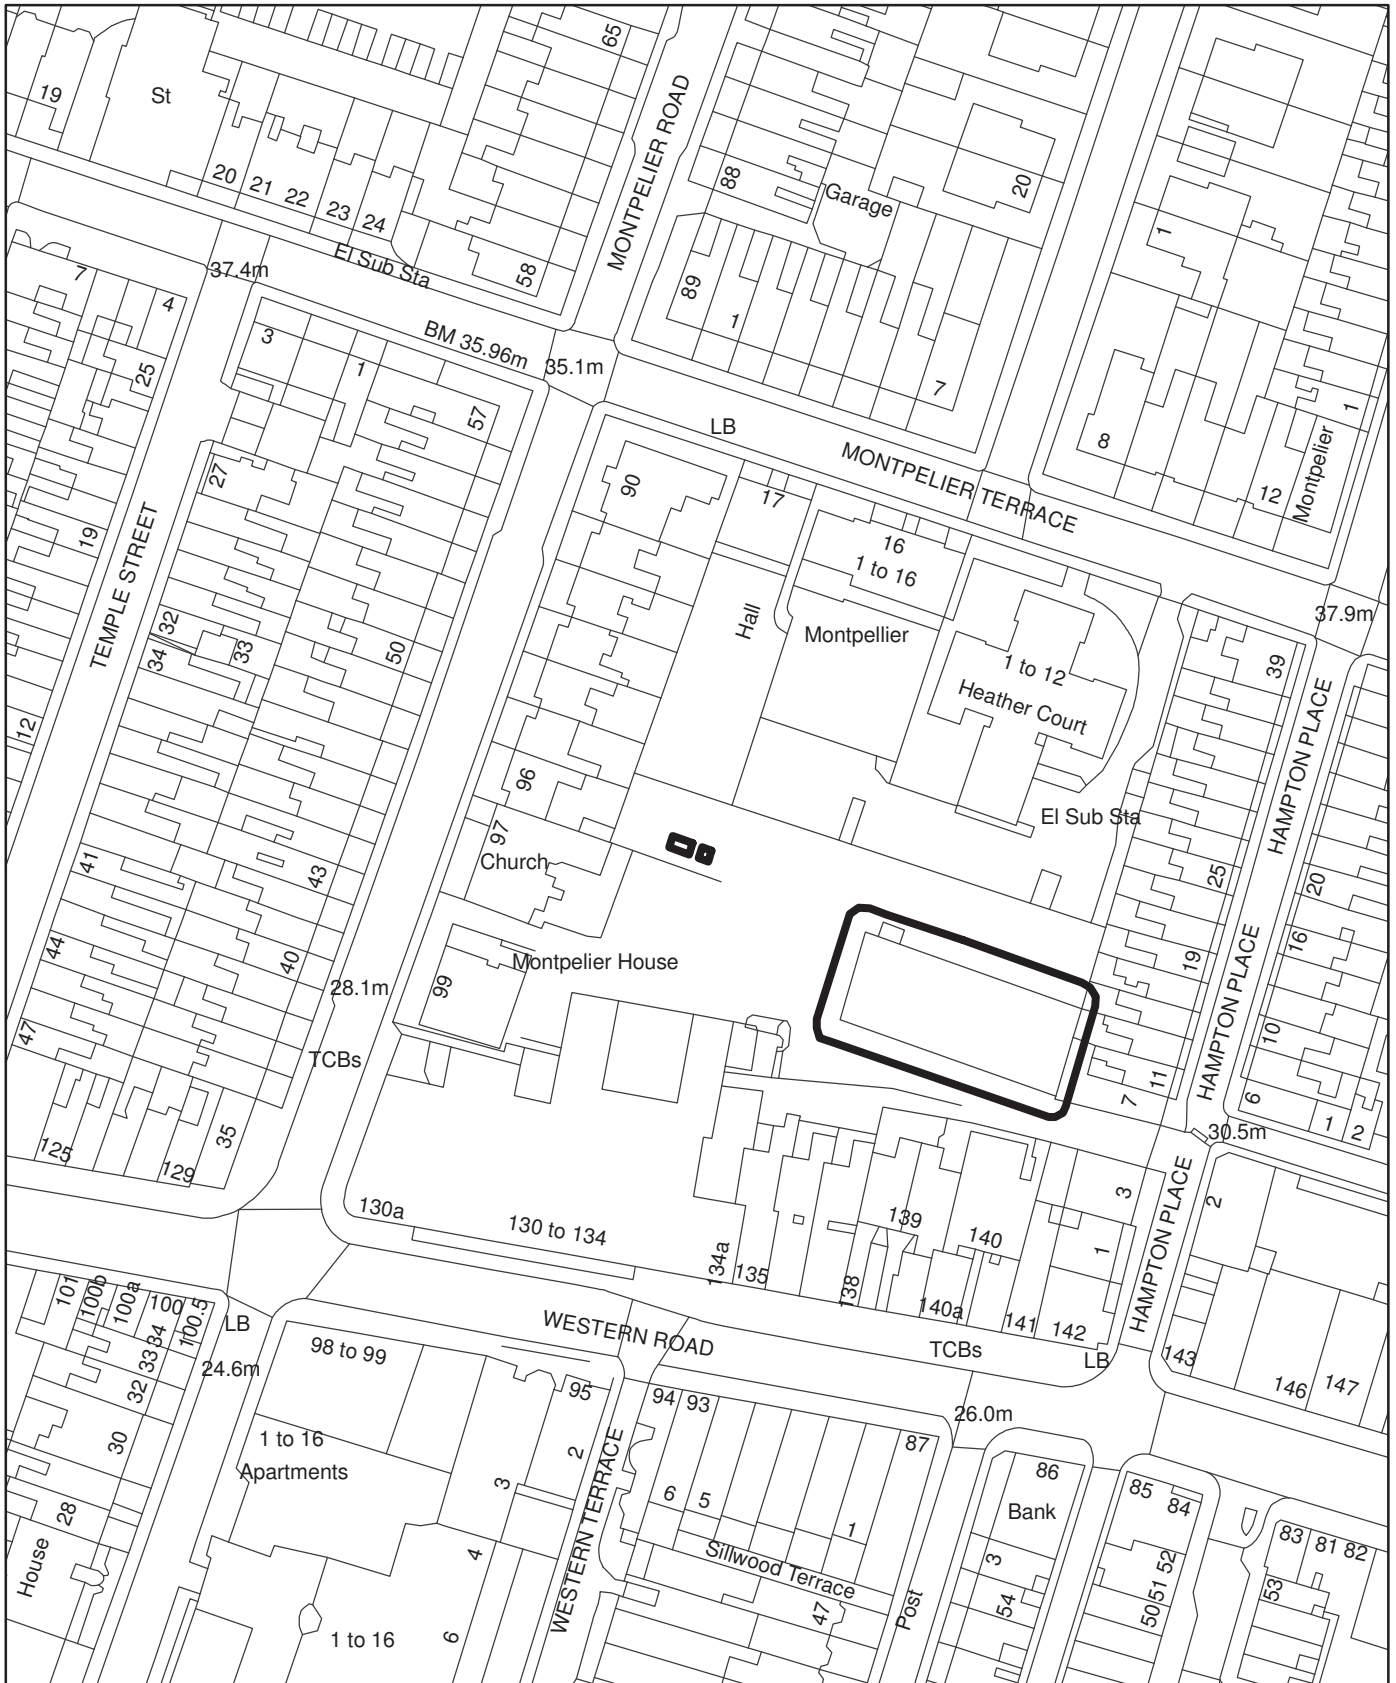 65
19
St
MONTPELIER ROAD
20
21
22
23
24
88
Garage
20
1
El Sub Sta
58
37.4m
7
4
89
1
7
BM 35.96m
35.1m
3
1
25
57
8
1
Montpelier
12
LB
MONTPELIER TERRACE
27
90
17
16
1 to 16
19
TEMPLE STREET
37.9m
Hall
Montpellier
32
33
34
50
1 to 12
Heather Court
39
HAMPTON PLACE
12
96
97
Church
El Sub Sta
41
43
25
20
44
40
28.1m
Montpelier House
99
19
16
HAMPTON PLACE
47
TCBs
10
11
7
6
1
2
30.5m
35
125
129
130a
130 to 134
134a
135
138
139
140
140a
141
142
3
1
HAMPTON PLACE
2
101
100b
100a
100
100.5
34
33
32
LB
24.6m
WESTERN ROAD
TCBs
LB
143
146
147
98 to 99
95
94
93
26.0m
87
30
1 to 16
Apartments
2
3
WESTERN TERRACE
6
5
1
86
Bank
85
84
28
House
4
Sillwood Terrace
3
54
52
51
50
83
81
82
53
47
Post
6
1 to 16